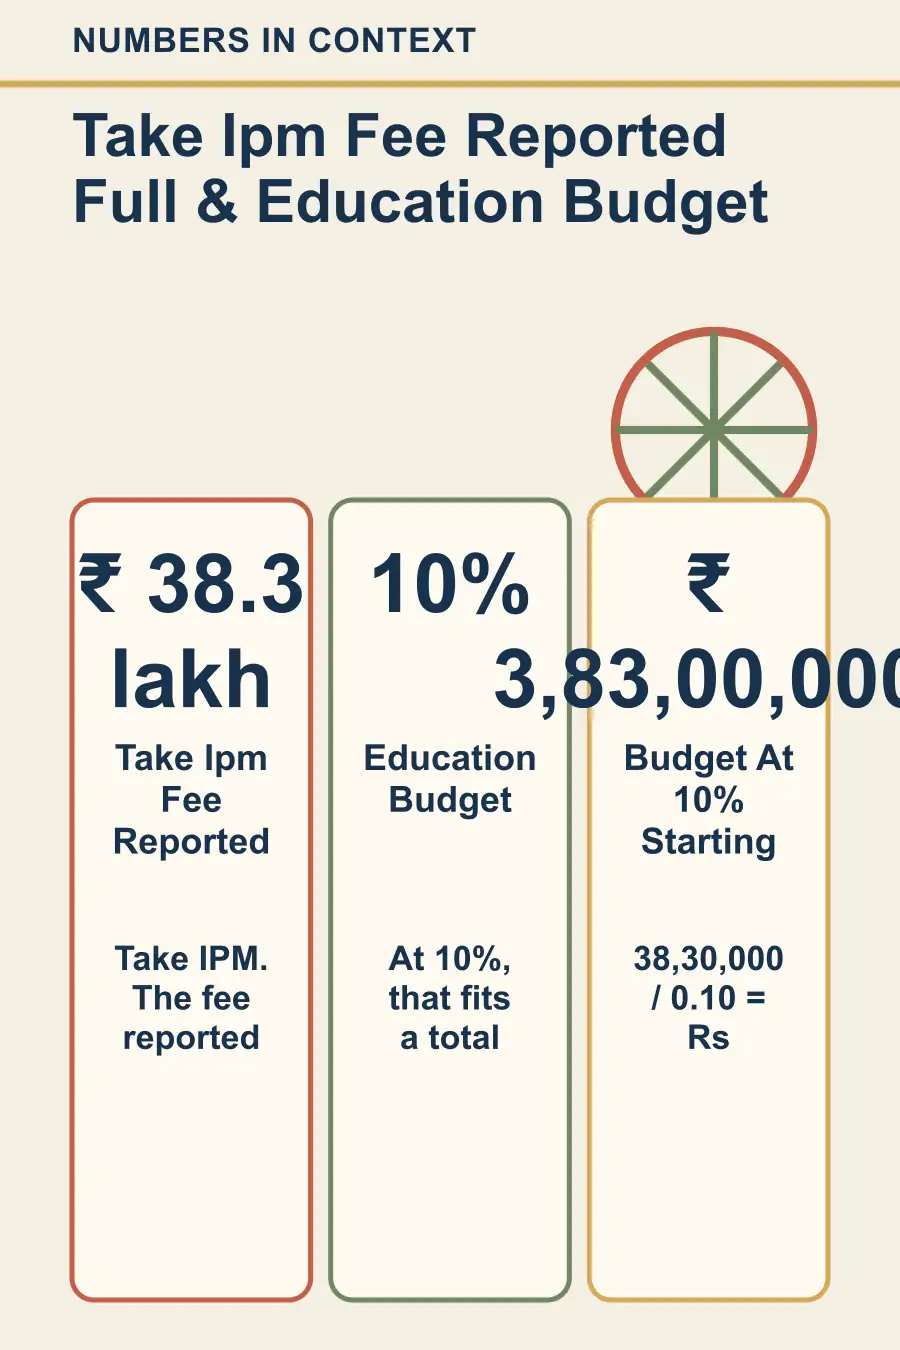 NUMBERS IN CONTEXT
Take Ipm Fee Reported
Full & Education Budget
₹ 38.3
lakh
Take Ipm
Fee
Reported
Take IPM.
The fee
reported
10%
Education
Budget
At 10%,
that fits
a total
₹
3,83,00,000
Budget At
10%
Starting
38,30,000
/ 0.10 =
Rs